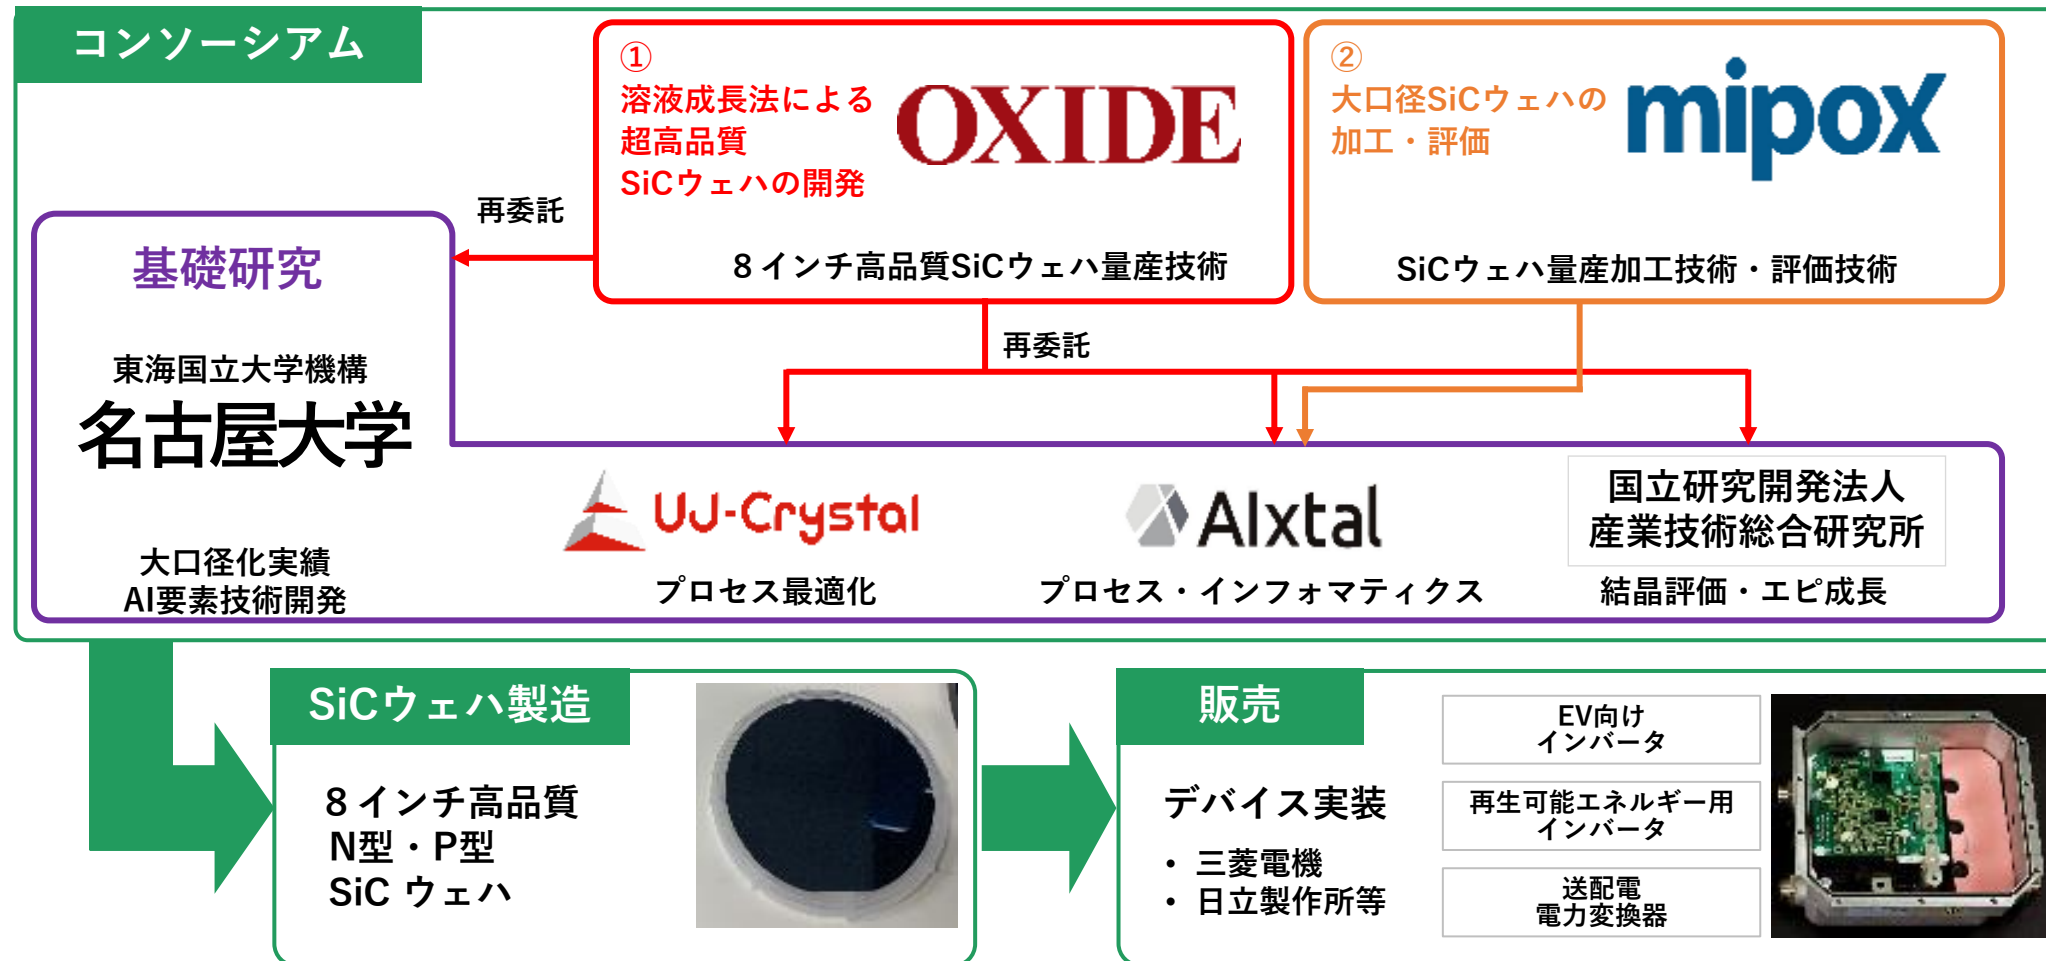 コンソーシアム
①
溶液成長法による
超高品質
SiCウェハの開発
OXIDE
8インチ高品質SiCウェハ量産技術
②
大口径SiCウェハの
加工・評価
mipox
SiCウェハ量産加工技術・評価技術
再委託
再委託
基礎研究
東海国立大学機構
名古屋大学
大口径化実績
AI要素技術開発
UJ-Crystal
プロセス最適化
AIxtal
プロセス・インフォマティクス
国立研究開発法人
産業技術総合研究所
結晶評価・エピ成長
SiCウェハ製造
8インチ高品質
N型・P型
SiC ウェハ
販売
デバイス実装
・ 三菱電機
・ 日立製作所等
EV向け
インバータ
再生可能エネルギー用
インバータ
送配電
電力変換器